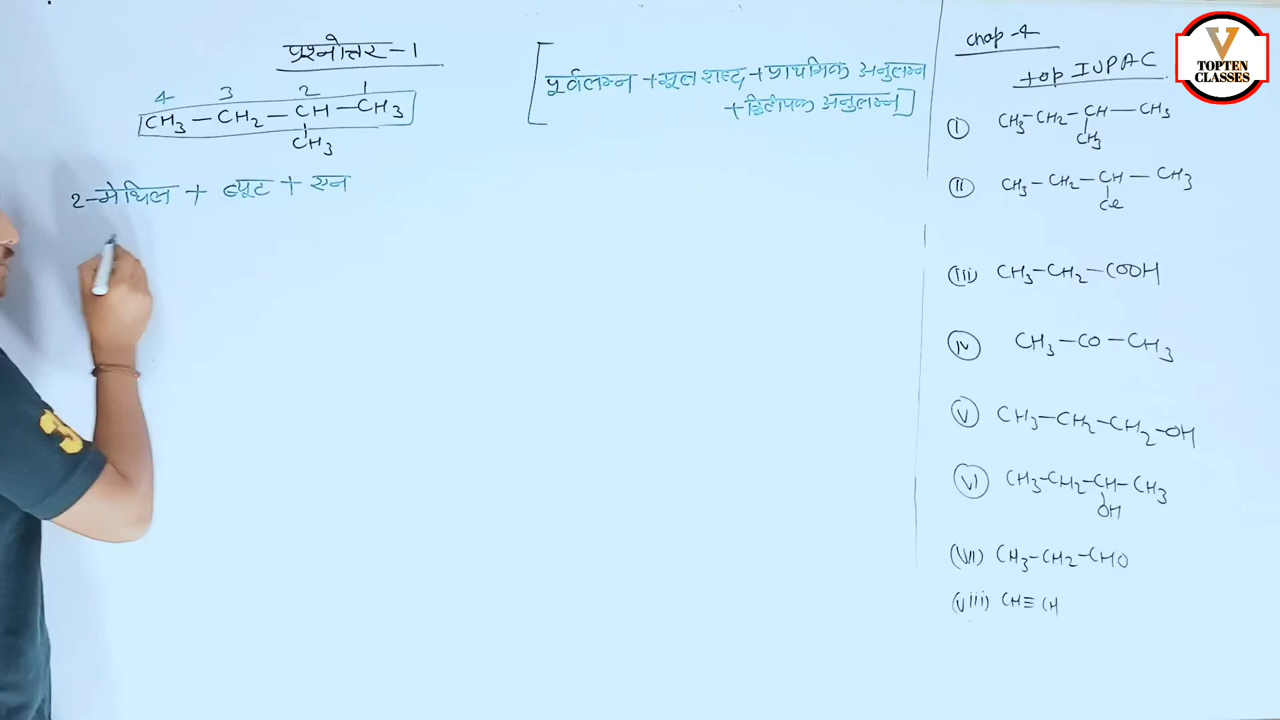 प्रश्नोत्तर - 1
4 3 2 1
CH₃ — CH₂ — CH — CH₃
CH₃
2-मेथिल + ब्यूट + एन
[पूर्वलग्न + मूल शब्द + प्राथमिक अनुलग्न
+ द्वितीयक अनुलग्न]
Chap-4
top IUPAC
(i) CH₃-CH₂-CH-CH₃
CH₃
(ii) CH₃-CH₂-CH-CH₃
Cl
(iii) CH₃-CH₂-COOH
(iv) CH₃-CO-CH₃
(v) CH₃-CH₂-CH₂-OH
(vi) CH₃-CH₂-CH-CH₃
OH
(vii) CH₃-CH₂-CHO
(viii) CH≡CH
V
TOPTEN
CLASSES
3